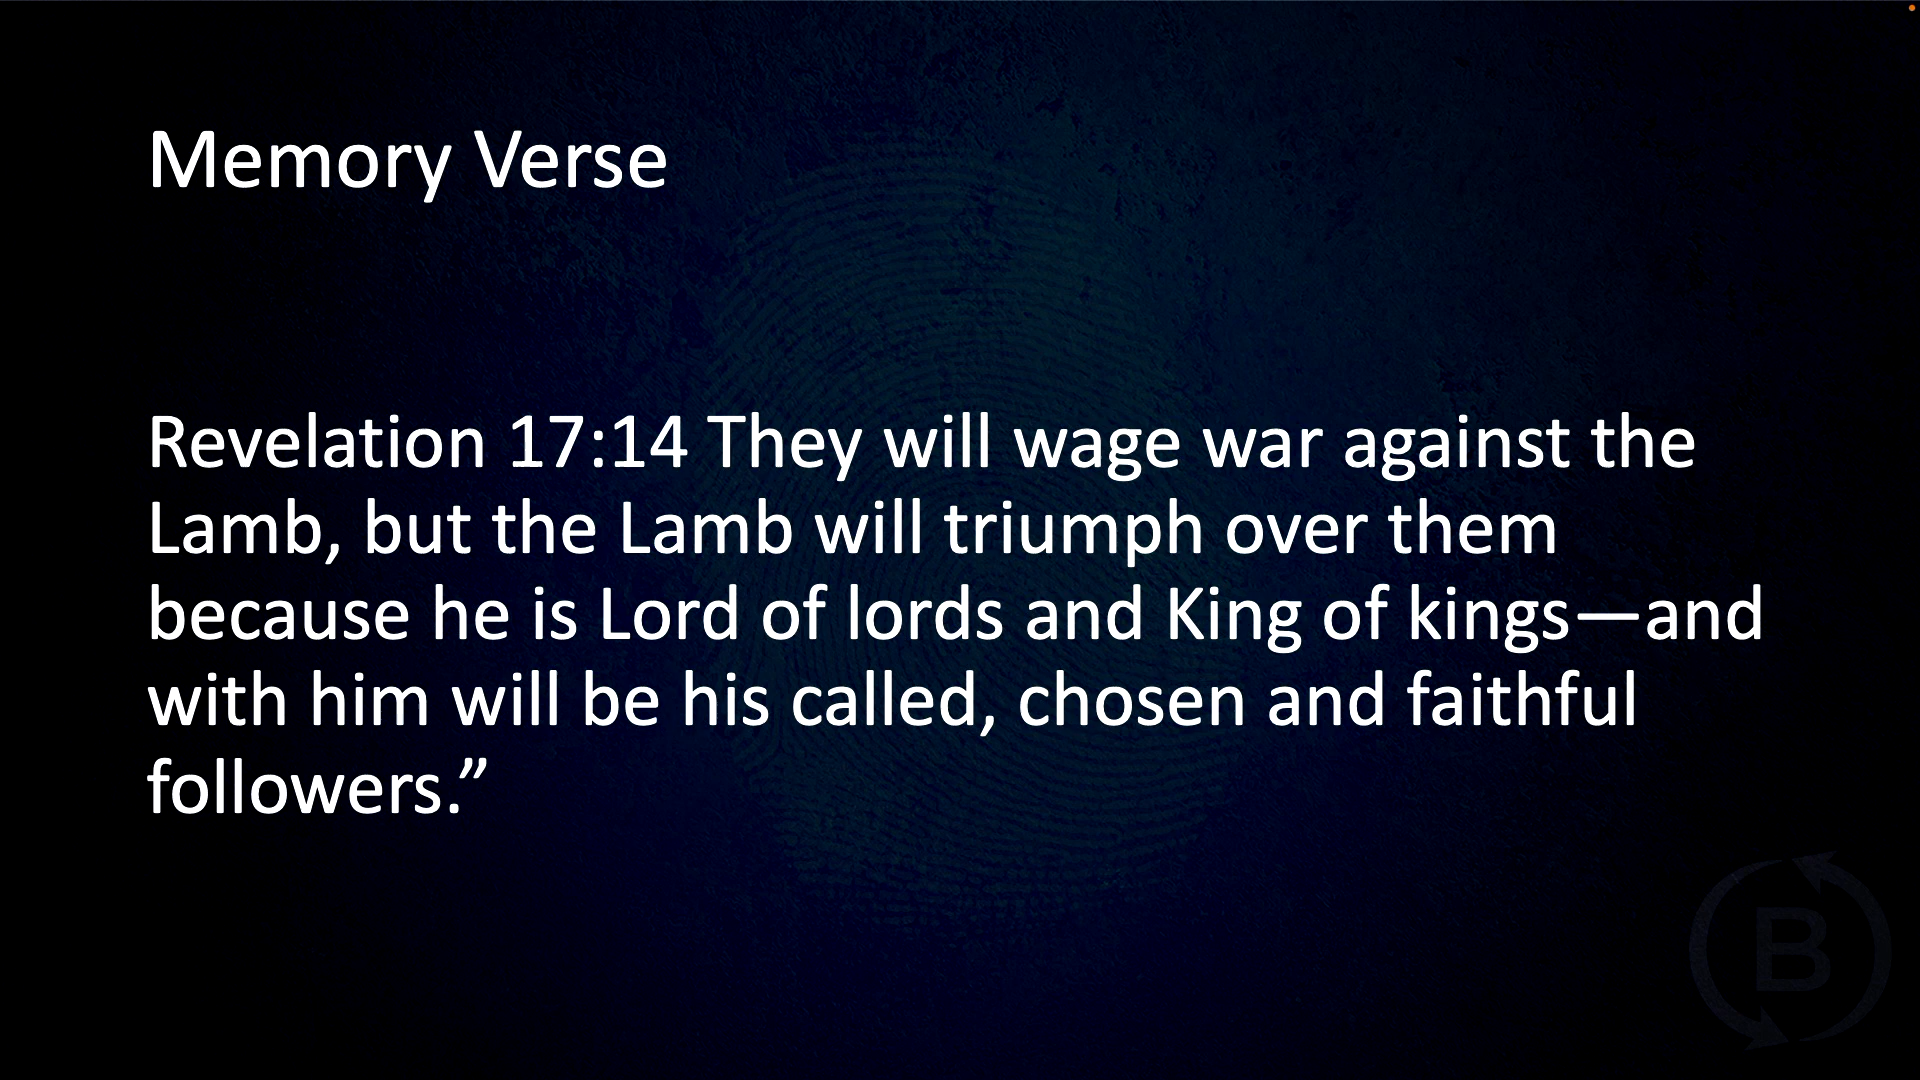 Memory Verse
Revelation 17:14 They will wage war against the
Lamb, but the Lamb will triumph over them
because he is Lord of lords and King of kings—and
with him will be his called, chosen and faithful
followers.”
B